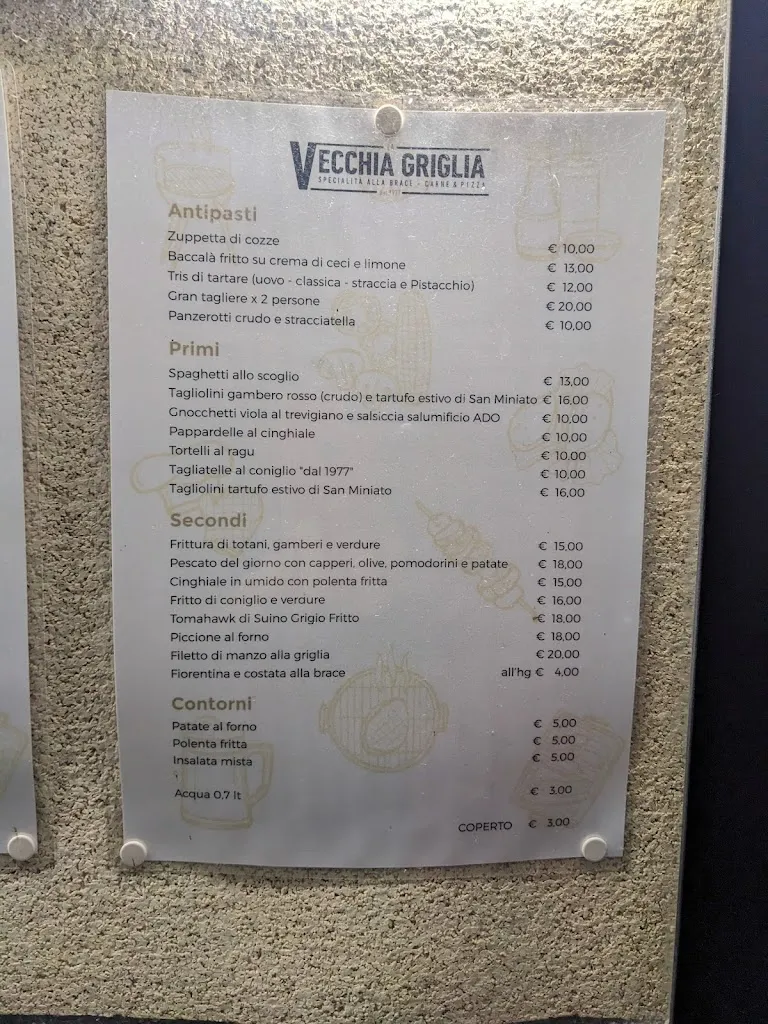 VECCHIA GRIGLIA
SPECIALITÀ ALLA BRACE - CARNE & PIZZA
Antipasti
Zuppetta di cozze € 10,00
Baccalà fritto su crema di ceci e limone € 13,00
Tris di tartare (uovo - classica - straccia e Pistacchio) € 12,00
Gran tagliere x 2 persone € 20,00
Panzerotti crudo e stracciatella € 10,00
Primi
Spaghetti allo scoglio € 13,00
Tagliolini gambero rosso (crudo) e tartufo estivo di San Miniato € 16,00
Gnocchetti viola al trevigiano e salsiccia salumificio ADO € 10,00
Pappardelle al cinghiale € 10,00
Tortelli al ragu € 10,00
Tagliatelle al coniglio "dal 1977" € 10,00
Tagliolini tartufo estivo di San Miniato € 16,00
Secondi
Frittura di totani, gamberi e verdure € 15,00
Pescato del giorno con capperi, olive, pomodorini e patate € 18,00
Cinghiale in umido con polenta fritta € 15,00
Fritto di coniglio e verdure € 16,00
Tomahawk di Suino Grigio Fritto € 18,00
Piccione al forno € 18,00
Filetto di manzo alla griglia € 20,00
Fiorentina e costata alla brace all'hg € 4,00
Contorni
Patate al forno € 5,00
Polenta fritta € 5,00
Insalata mista € 5,00
Acqua 0,7 lt € 3,00
COPERTO € 3,00